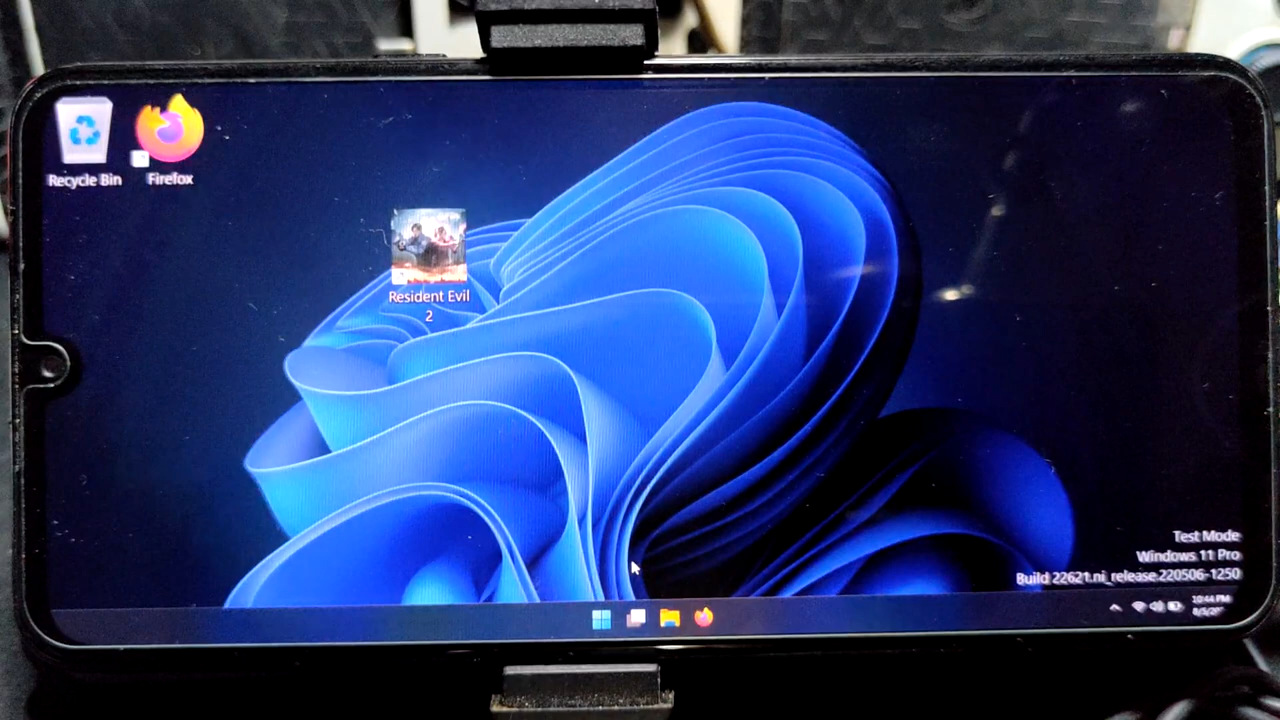 Recycle Bin
Firefox
Resident Evil
2
Test Mode
Windows 11 Pro
Build 22621.ni_release.220506-1250
10:44 PM